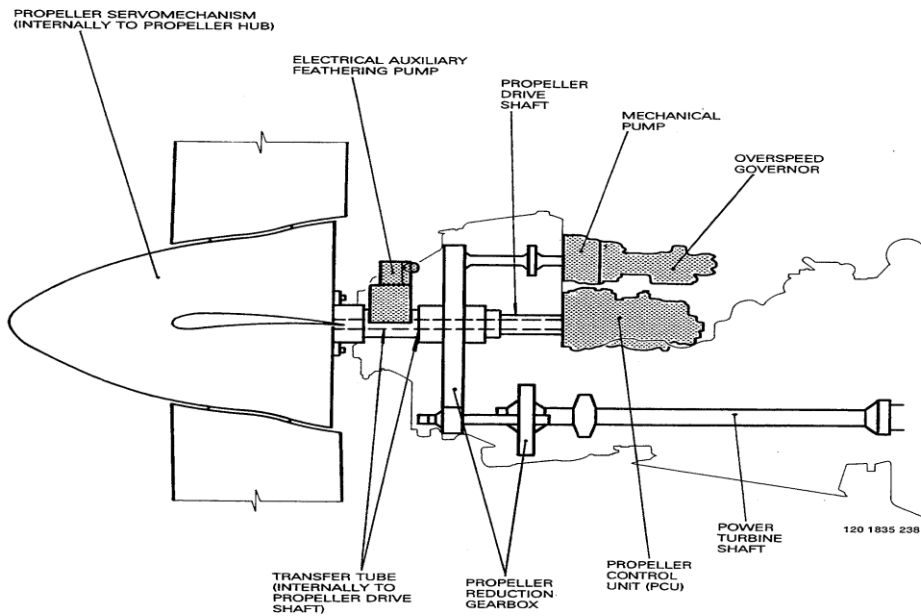 PROPELLER SERVOMECHANISM
(INTERNALLY TO PROPELLER HUB)
ELECTRICAL AUXILIARY
FEATHERING PUMP
PROPELLER
DRIVE
SHAFT
MECHANICAL
PUMP
OVERSPEED
GOVERNOR
TRANSFER TUBE
(INTERNALLY TO
PROPELLER DRIVE
SHAFT)
PROPELLER
REDUCTION
GEARBOX
PROPELLER
CONTROL
UNIT (PCU)
POWER
TURBINE
SHAFT
120 1835 238